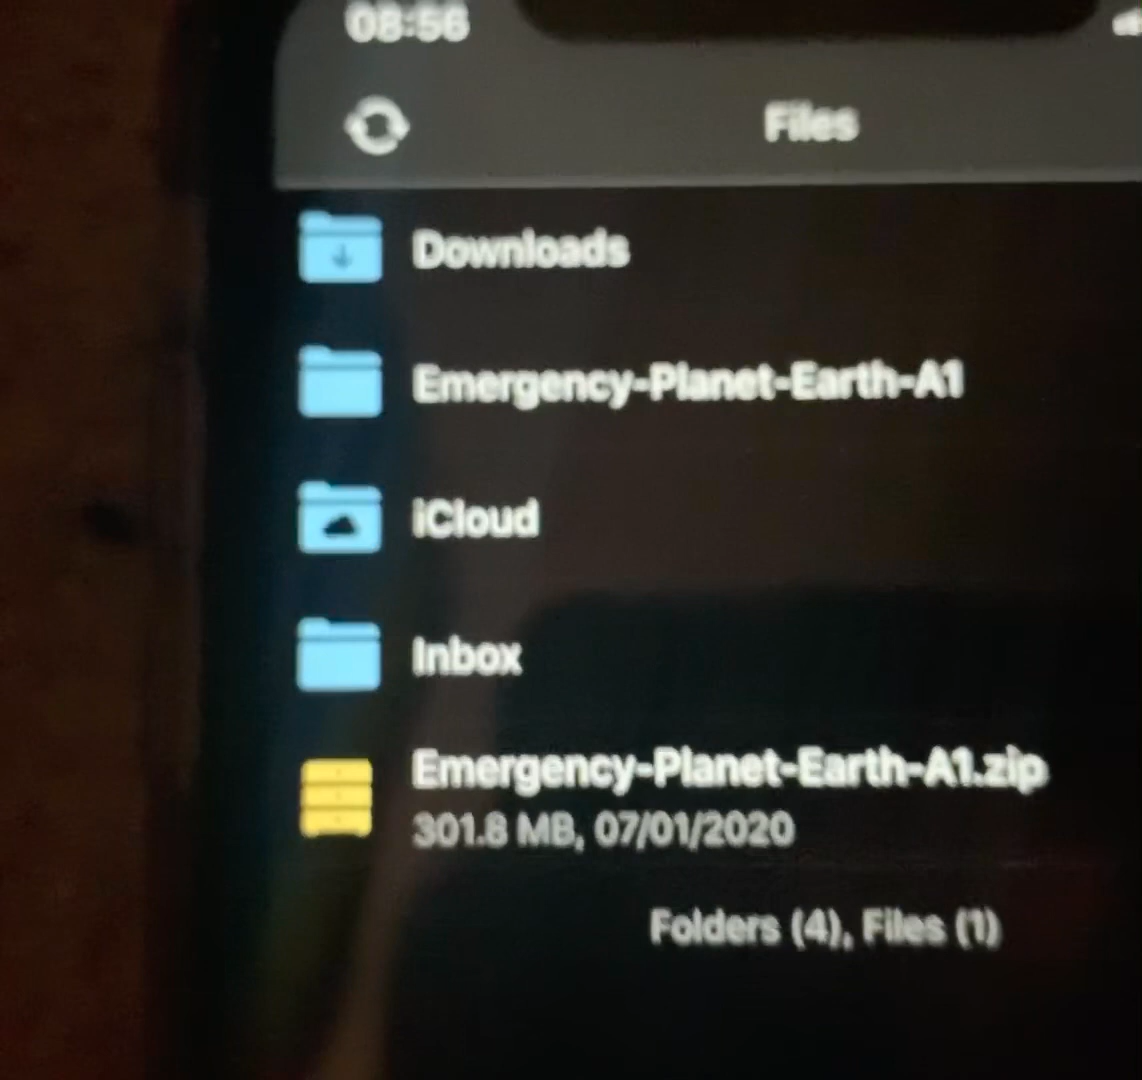 08:56
Files
Downloads
Emergency-Planet-Earth-A1
iCloud
Inbox
Emergency-Planet-Earth-A1.zip
301.8 MB, 07/01/2020
Folders (4), Files (1)